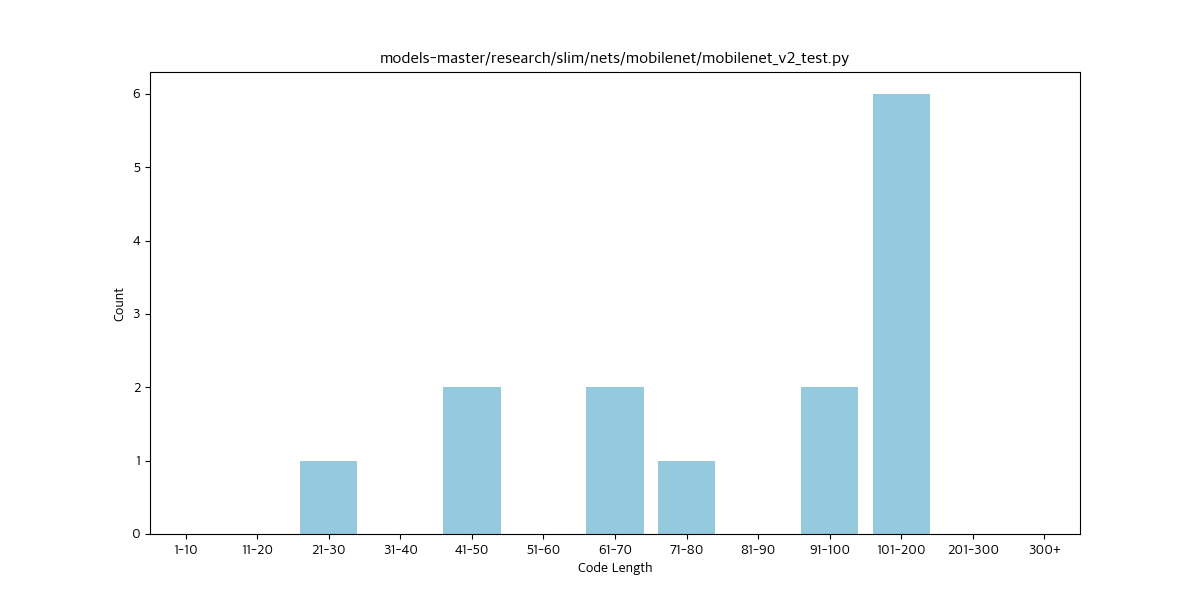 models-master/research/slim/nets/mobilenet/mobilenet_v2_test.py
6
5
4
3
2
1
0
Count
1-10 11-20 21-30 31-40 41-50 51-60 61-70 71-80 81-90 91-100 101-200 201-300 300+
Code Length